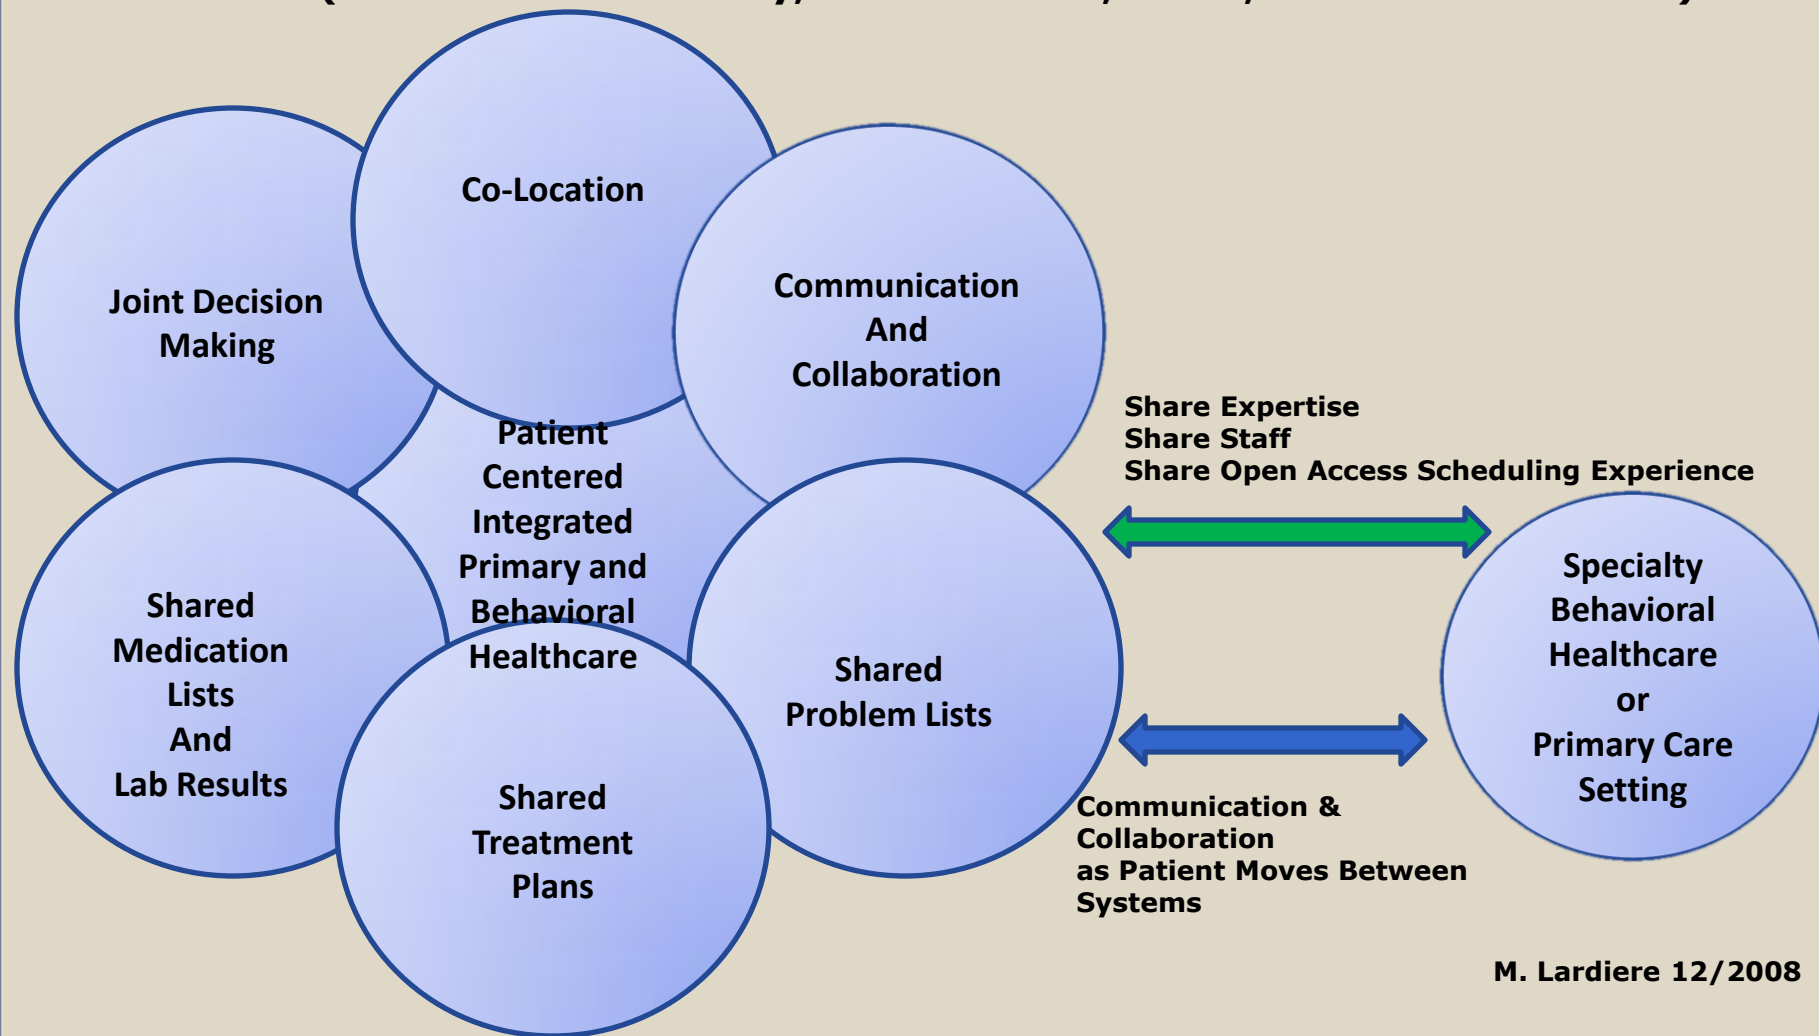 Co-Location
Joint Decision
Making
Communication
And
Collaboration
Patient
Centered
Integrated
Primary and
Behavioral
Healthcare
Shared
Medication
Lists
And
Lab Results
Shared
Treatment
Plans
Shared
Problem Lists
Share Expertise
Share Staff
Share Open Access Scheduling Experience
Specialty
Behavioral
Healthcare
or
Primary Care
Setting
Communication &
Collaboration
as Patient Moves Between
Systems
M. Lardiere 12/2008